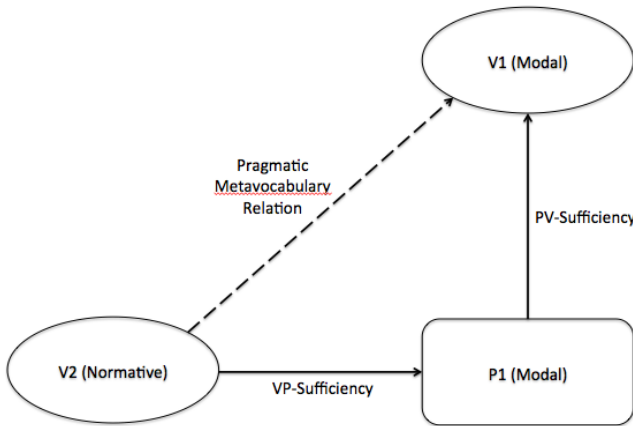 V1 (Modal)
Pragmatic
Metavocabulary
Relation
PV-Sufficiency
V2 (Normative)
VP-Sufficiency
P1 (Modal)